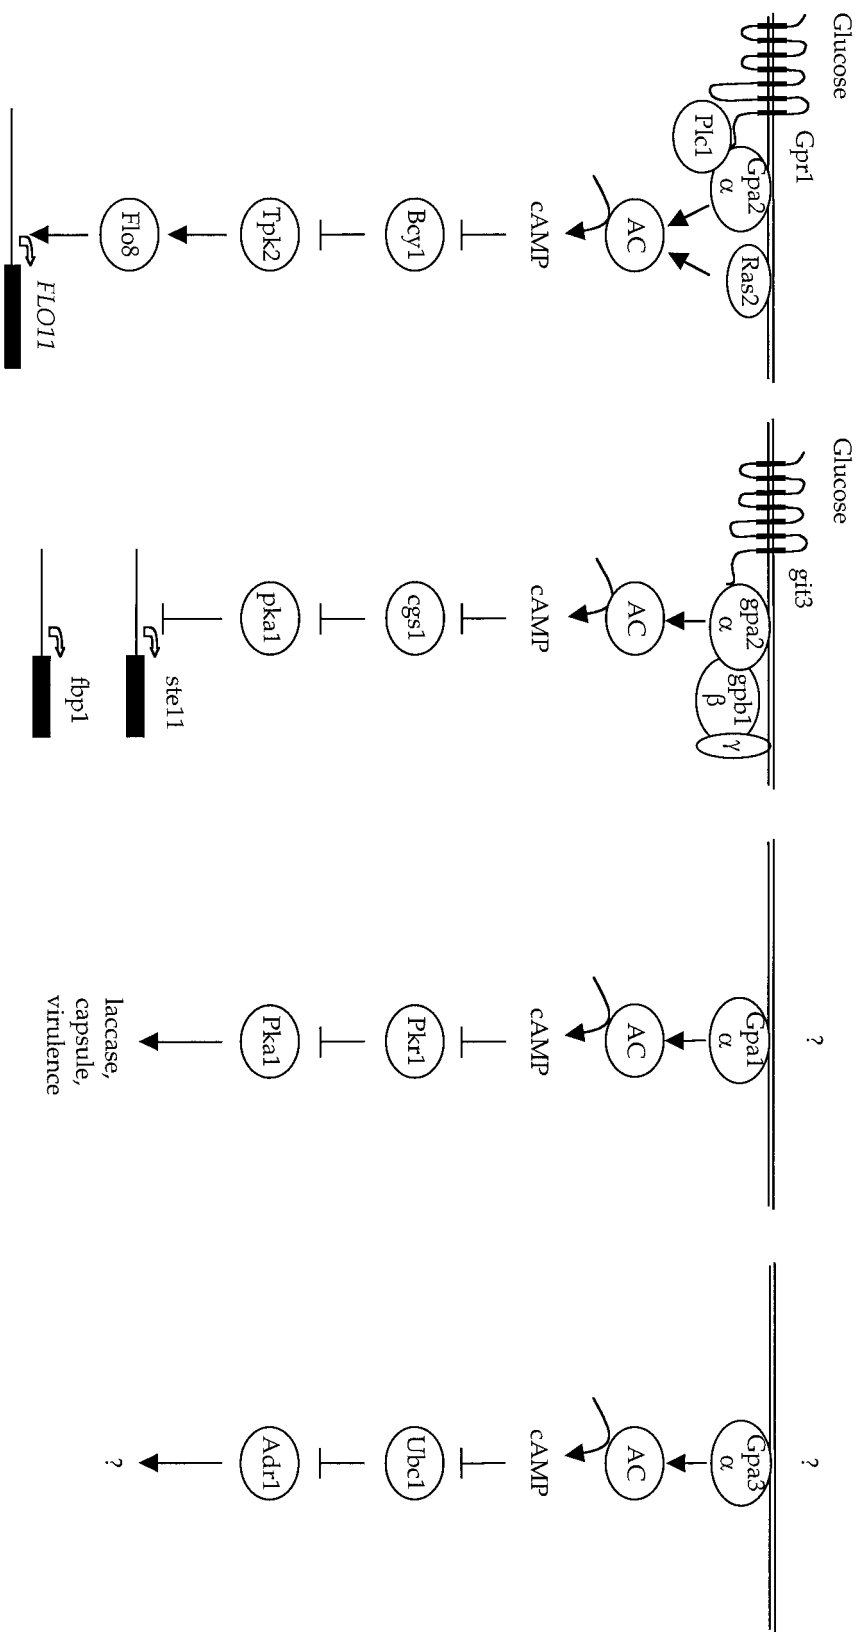 Glucose
Gpr1
Plc1
Gpa2
α
Ras2
AC
cAMP
Bcy1
Tpk2
Flo8
FLO11
Glucose
git3
gpa2
α
gpb1
β
γ
AC
cAMP
cgs1
pka1
ste11
fbp1
?
Gpa1
α
AC
cAMP
Pkr1
Pka1
laccase,
capsule,
virulence
?
Gpa3
α
AC
cAMP
Ubc1
Adr1
?